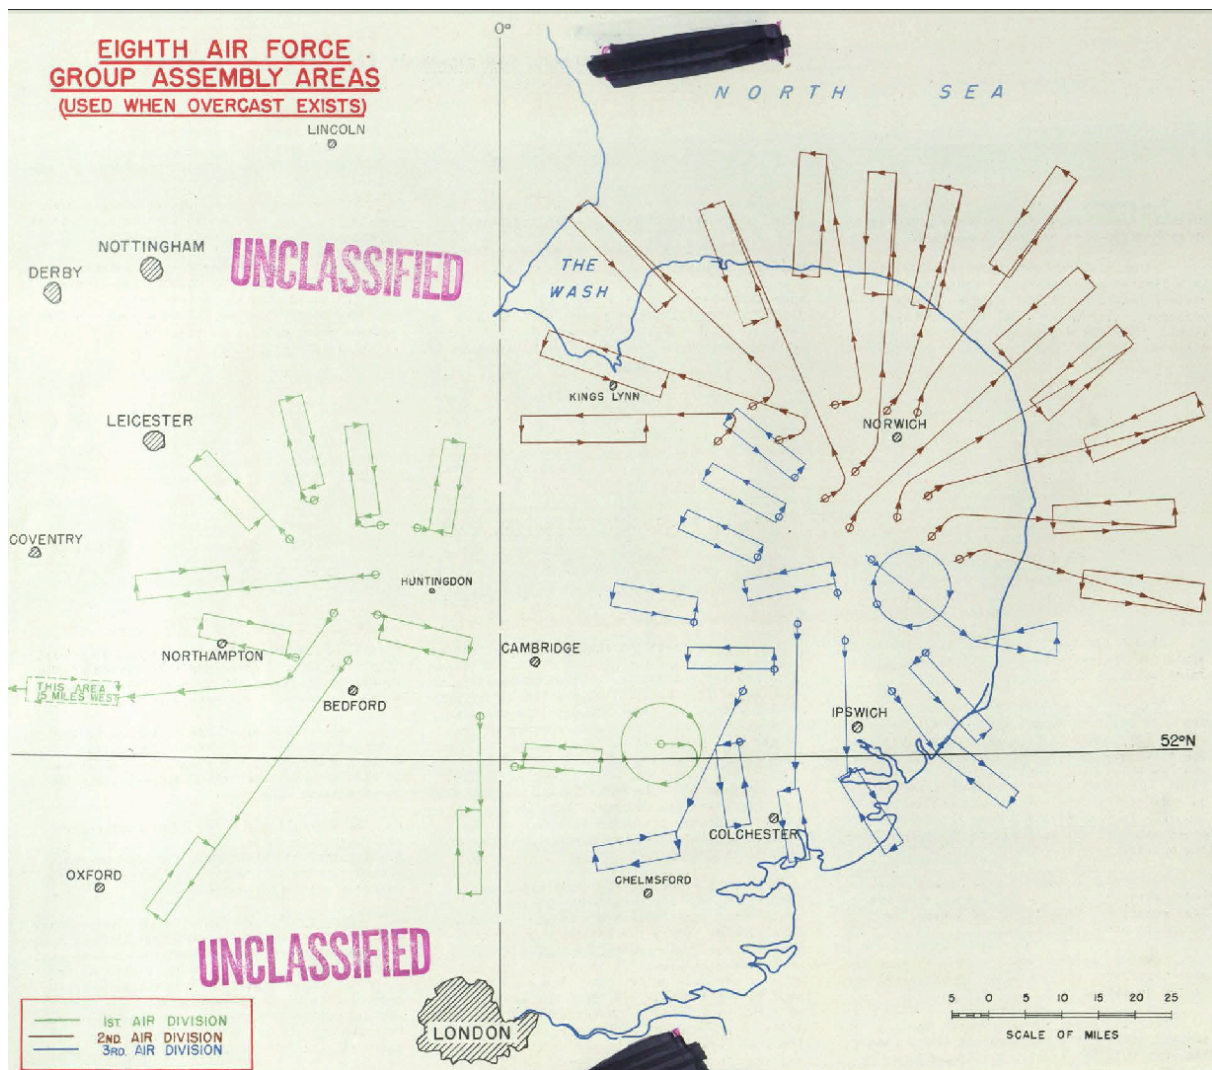 0°
EIGHTH AIR FORCE
GROUP ASSEMBLY AREAS
(USED WHEN OVERCAST EXISTS)
NORTH SEA
LINCOLN
NOTTINGHAM
UNCLASSIFIED
DERBY
THE
WASH
KINGS LYNN
LEICESTER
NORWICH
COVENTRY
HUNTINGDON
NORTHAMPTON
CAMBRIDGE
THIS AREA
15 MILES WEST
BEDFORD
IPSWICH
52°N
COLCHESTER
OXFORD
CHELMSFORD
UNCLASSIFIED
1ST. AIR DIVISION
2ND. AIR DIVISION
3RD. AIR DIVISION
LONDON
5 0 5 10 15 20 25
SCALE OF MILES